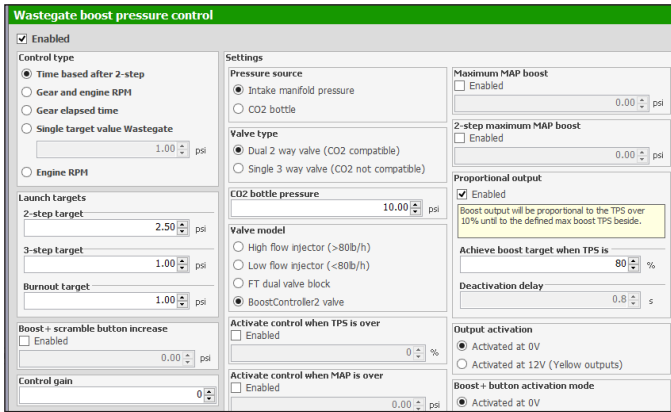 Wastegate boost pressure control
Enabled
Control type
Time based after 2-step
Gear and engine RPM
Gear elapsed time
Single target value Wastegate
1.00 psi
Engine RPM
Launch targets
2-step target
2.50 psi
3-step target
1.00 psi
Burnout target
1.00 psi
Boost+ scramble button increase
Enabled
0.00 psi
Control gain
0
Settings
Pressure source
Intake manifold pressure
CO2 bottle
Valve type
Dual 2 way valve (CO2 compatible)
Single 3 way valve (CO2 not compatible)
CO2 bottle pressure
10.00 psi
Valve model
High flow injector (>80lb/h)
Low flow injector (<80lb/h)
FT dual valve block
BoostController2 valve
Activate control when TPS is over
Enabled
0 %
Activate control when MAP is over
Enabled
0.00 psi
Maximum MAP boost
Enabled
0.00 psi
2-step maximum MAP boost
Enabled
0.00 psi
Proportional output
Enabled
Boost output will be proportional to the TPS over
10% until to the defined max boost TPS beside.
Achieve boost target when TPS is
80 %
Deactivation delay
0.8 s
Output activation
Activated at 0V
Activated at 12V (Yellow outputs)
Boost+ button activation mode
Activated at 0V